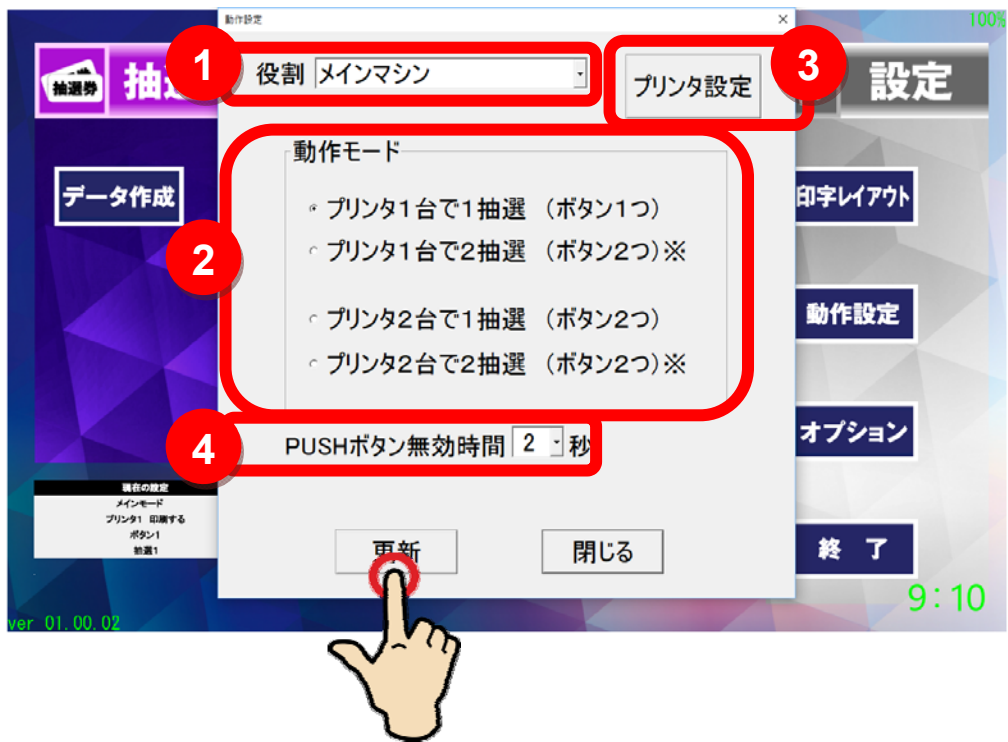 動作設定
×
100%
1
役割 メインマシン
プリンタ設定
3
抽選券
設定
動作モード
データ作成
印字レイアウト
プリンタ1台で1抽選 (ボタン1つ)
2
プリンタ1台で2抽選 (ボタン2つ)※
プリンタ2台で1抽選 (ボタン2つ)
動作設定
プリンタ2台で2抽選 (ボタン2つ)※
4
PUSHボタン無効時間 2 秒
オプション
現在の設定
メインモード
プリンタ1 印刷する
ボタン1
抽選1
更新
閉じる
終 了
9:10
ver 01.00.02